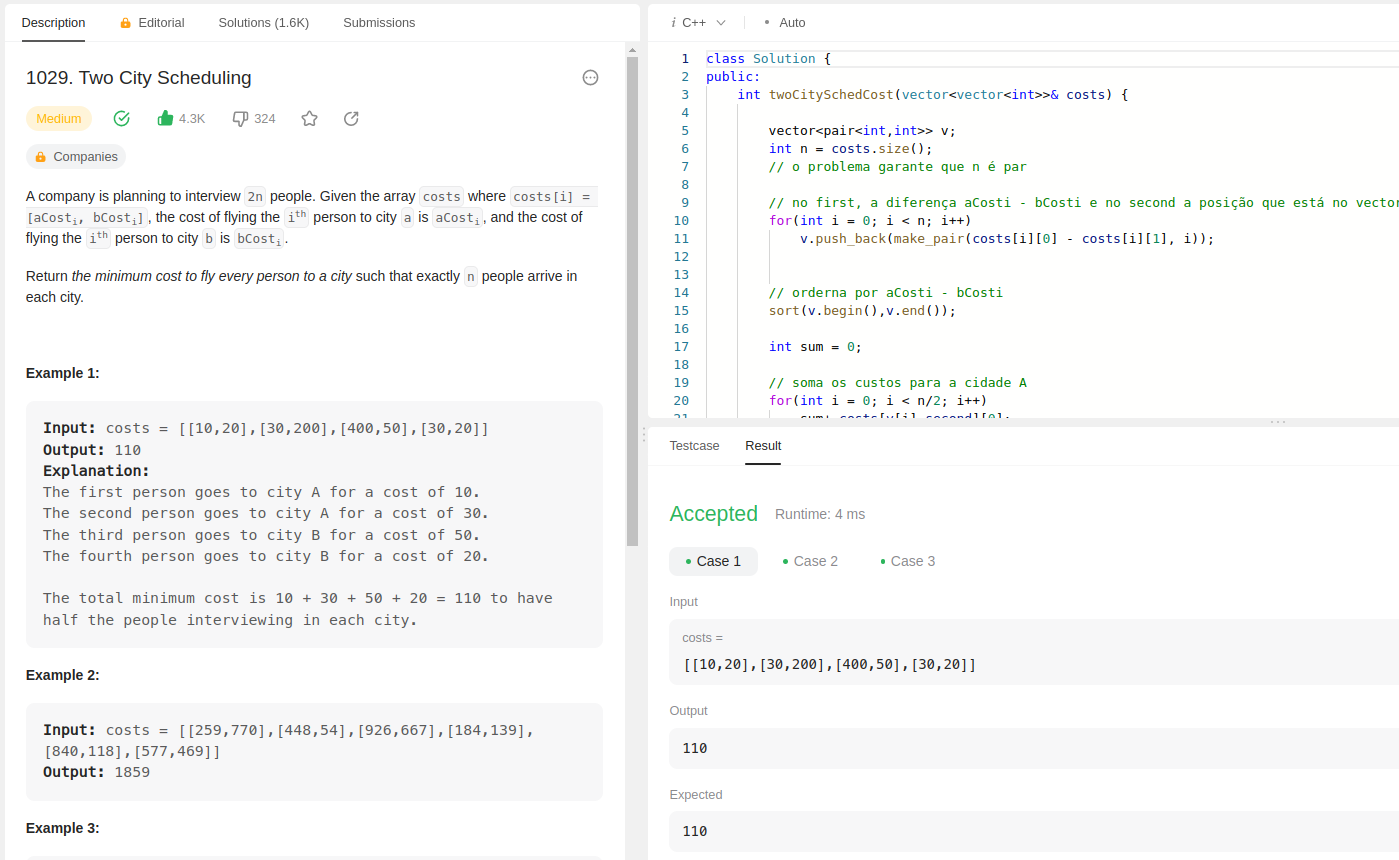 Description
Editorial
Solutions (1.6K)
Submissions
1029. Two City Scheduling
Medium
4.3K
324
Companies
A company is planning to interview 2n people. Given the array costs where costs[i] =
[aCosti, bCosti], the cost of flying the ith person to city a is aCosti, and the cost of
flying the ith person to city b is bCosti.
Return the minimum cost to fly every person to a city such that exactly n people arrive in
each city.
Example 1:
Input: costs = [[10,20],[30,200],[400,50],[30,20]]
Output: 110
Explanation:
The first person goes to city A for a cost of 10.
The second person goes to city A for a cost of 30.
The third person goes to city B for a cost of 50.
The fourth person goes to city B for a cost of 20.
The total minimum cost is 10 + 30 + 50 + 20 = 110 to have
half the people interviewing in each city.
Example 2:
Input: costs = [[259,770],[448,54],[926,667],[184,139],
[840,118],[577,469]]
Output: 1859
Example 3:
i C++
• Auto
1 class Solution {
2 public:
3 int twoCitySchedCost(vector<vector<int>>& costs) {
4
5 vector<pair<int,int>> v;
6 int n = costs.size();
7 // o problema garante que n é par
8
9 // no first, a diferença aCosti - bCosti e no second a posição que está no vector
10 for(int i = 0; i < n; i++)
11 v.push_back(make_pair(costs[i][0] - costs[i][1], i));
12
13
14 // orderna por aCosti - bCosti
15 sort(v.begin(),v.end());
16
17 int sum = 0;
18
19 // soma os custos para a cidade A
20 for(int i = 0; i < n/2; i++)
21
Testcase
Result
Accepted
Runtime: 4 ms
Case 1
Case 2
Case 3
Input
costs =
[[10,20],[30,200],[400,50],[30,20]]
Output
110
Expected
110